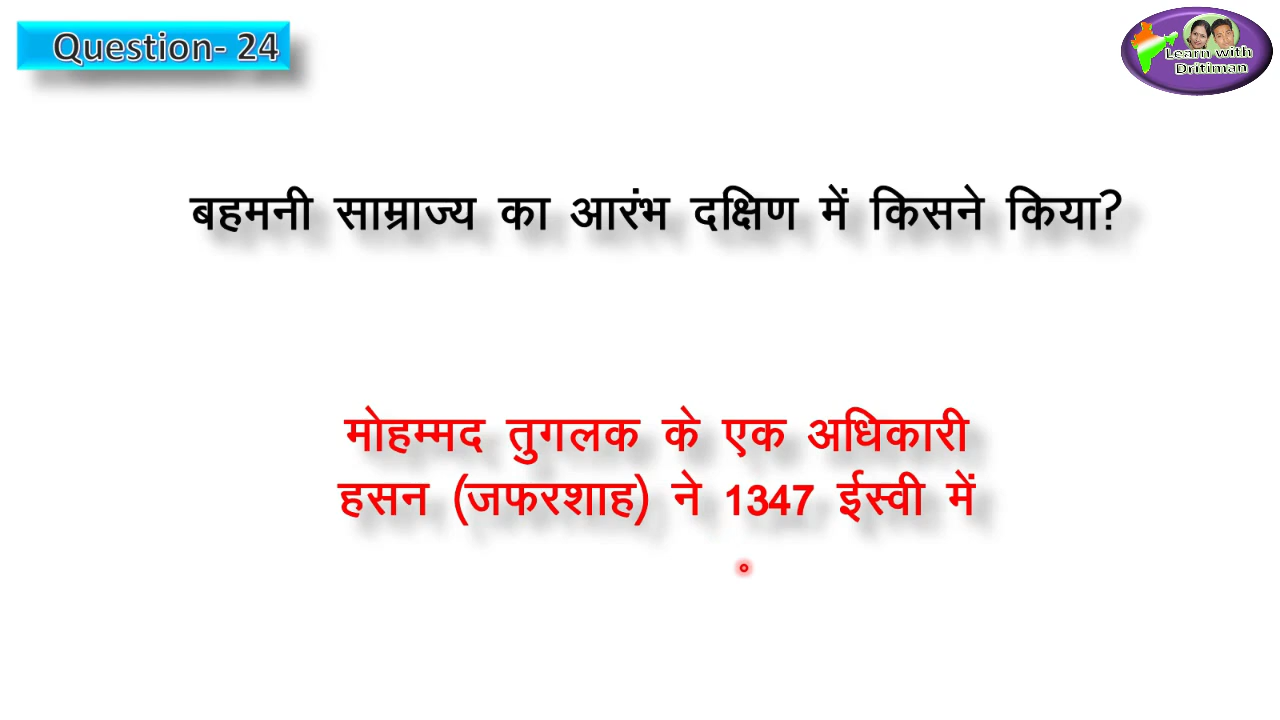 Question- 24
Learn with
Dritiman
बहमनी साम्राज्य का आरंभ दक्षिण में किसने किया?
मोहम्मद तुगलक के एक अधिकारी
हसन (जफरशाह) ने 1347 ईस्वी में